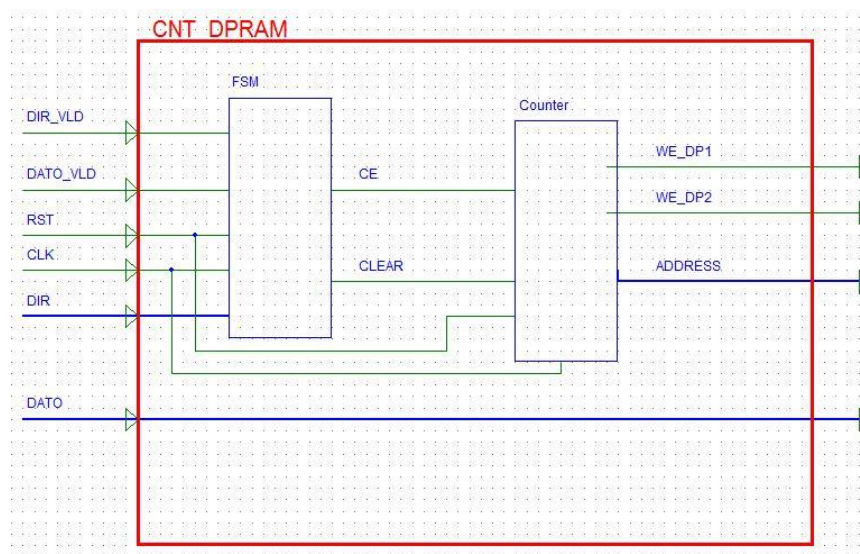 CNT_DPRAM
FSM
Counter
DIR_VLD
WE_DP1
DATO_VLD
CE
WE_DP2
RST
CLK
CLEAR
ADDRESS
DIR
DATO